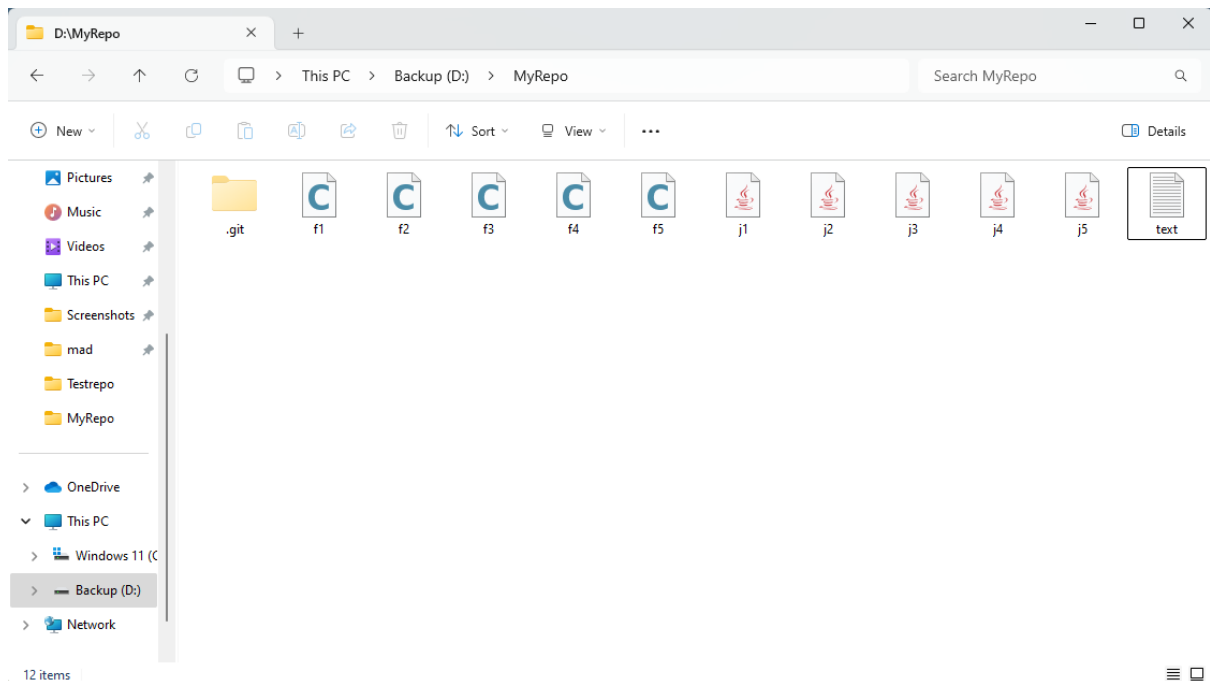 D:\MyRepo
This PC > Backup (D:) > MyRepo
Search MyRepo
New
Sort
View
Details
Pictures
Music
Videos
This PC
Screenshots
mad
Testrepo
MyRepo
OneDrive
This PC
Windows 11 (C
Backup (D:)
Network
.git
C
f1
C
f2
C
f3
C
f4
C
f5
j1
j2
j3
j4
j5
text
12 items